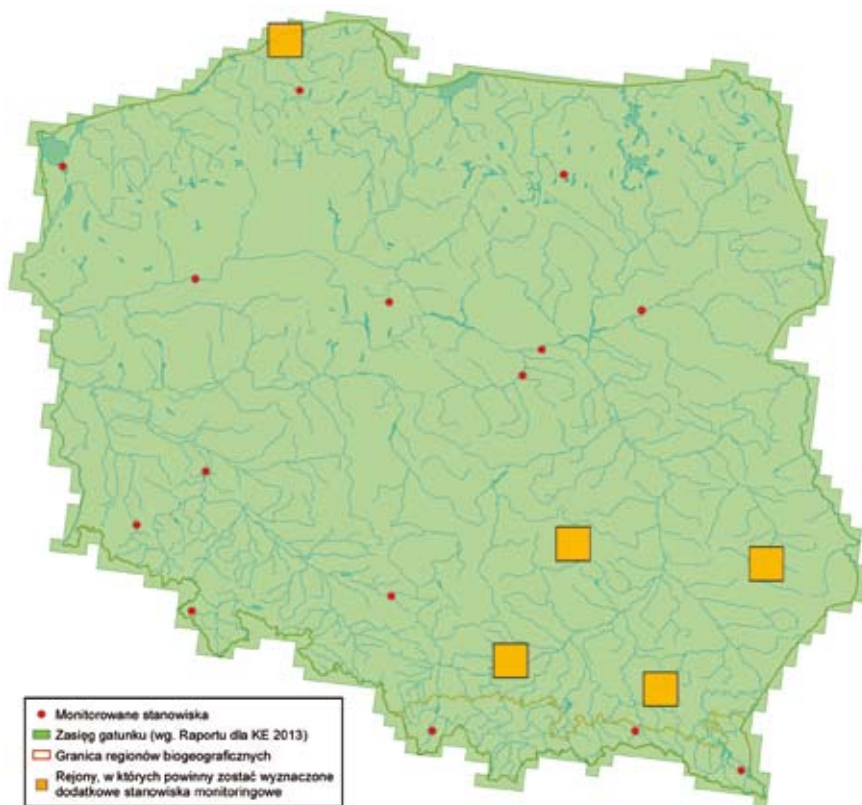 Monitorowane stanowiska
Zasięg gatunku (wg. Raportu dla KE 2013)
Granica regionów biogeograficznych
Rejony, w których powinny zostać wyznaczone
dodatkowe stanowiska monitoringowe